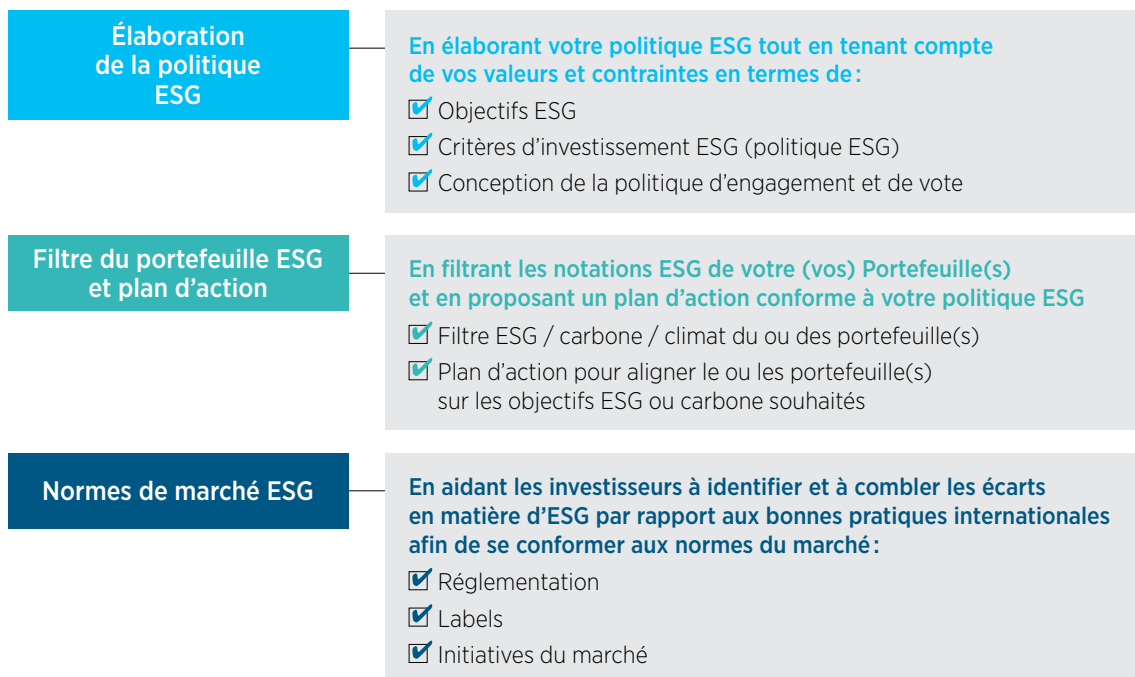 Élaboration
de la politique
ESG
En élaborant votre politique ESG tout en tenant compte
de vos valeurs et contraintes en termes de :
Objectifs ESG
Critères d’investissement ESG (politique ESG)
Conception de la politique d’engagement et de vote
Filtre du portefeuille ESG
et plan d’action
En filtrant les notations ESG de votre (vos) Portefeuille(s)
et en proposant un plan d’action conforme à votre politique ESG
Filtre ESG / carbone / climat du ou des portefeuille(s)
Plan d’action pour aligner le ou les portefeuille(s)
sur les objectifs ESG ou carbone souhaités
Normes de marché ESG
En aidant les investisseurs à identifier et à combler les écarts
en matière d’ESG par rapport aux bonnes pratiques internationales
afin de se conformer aux normes du marché :
Réglementation
Labels
Initiatives du marché